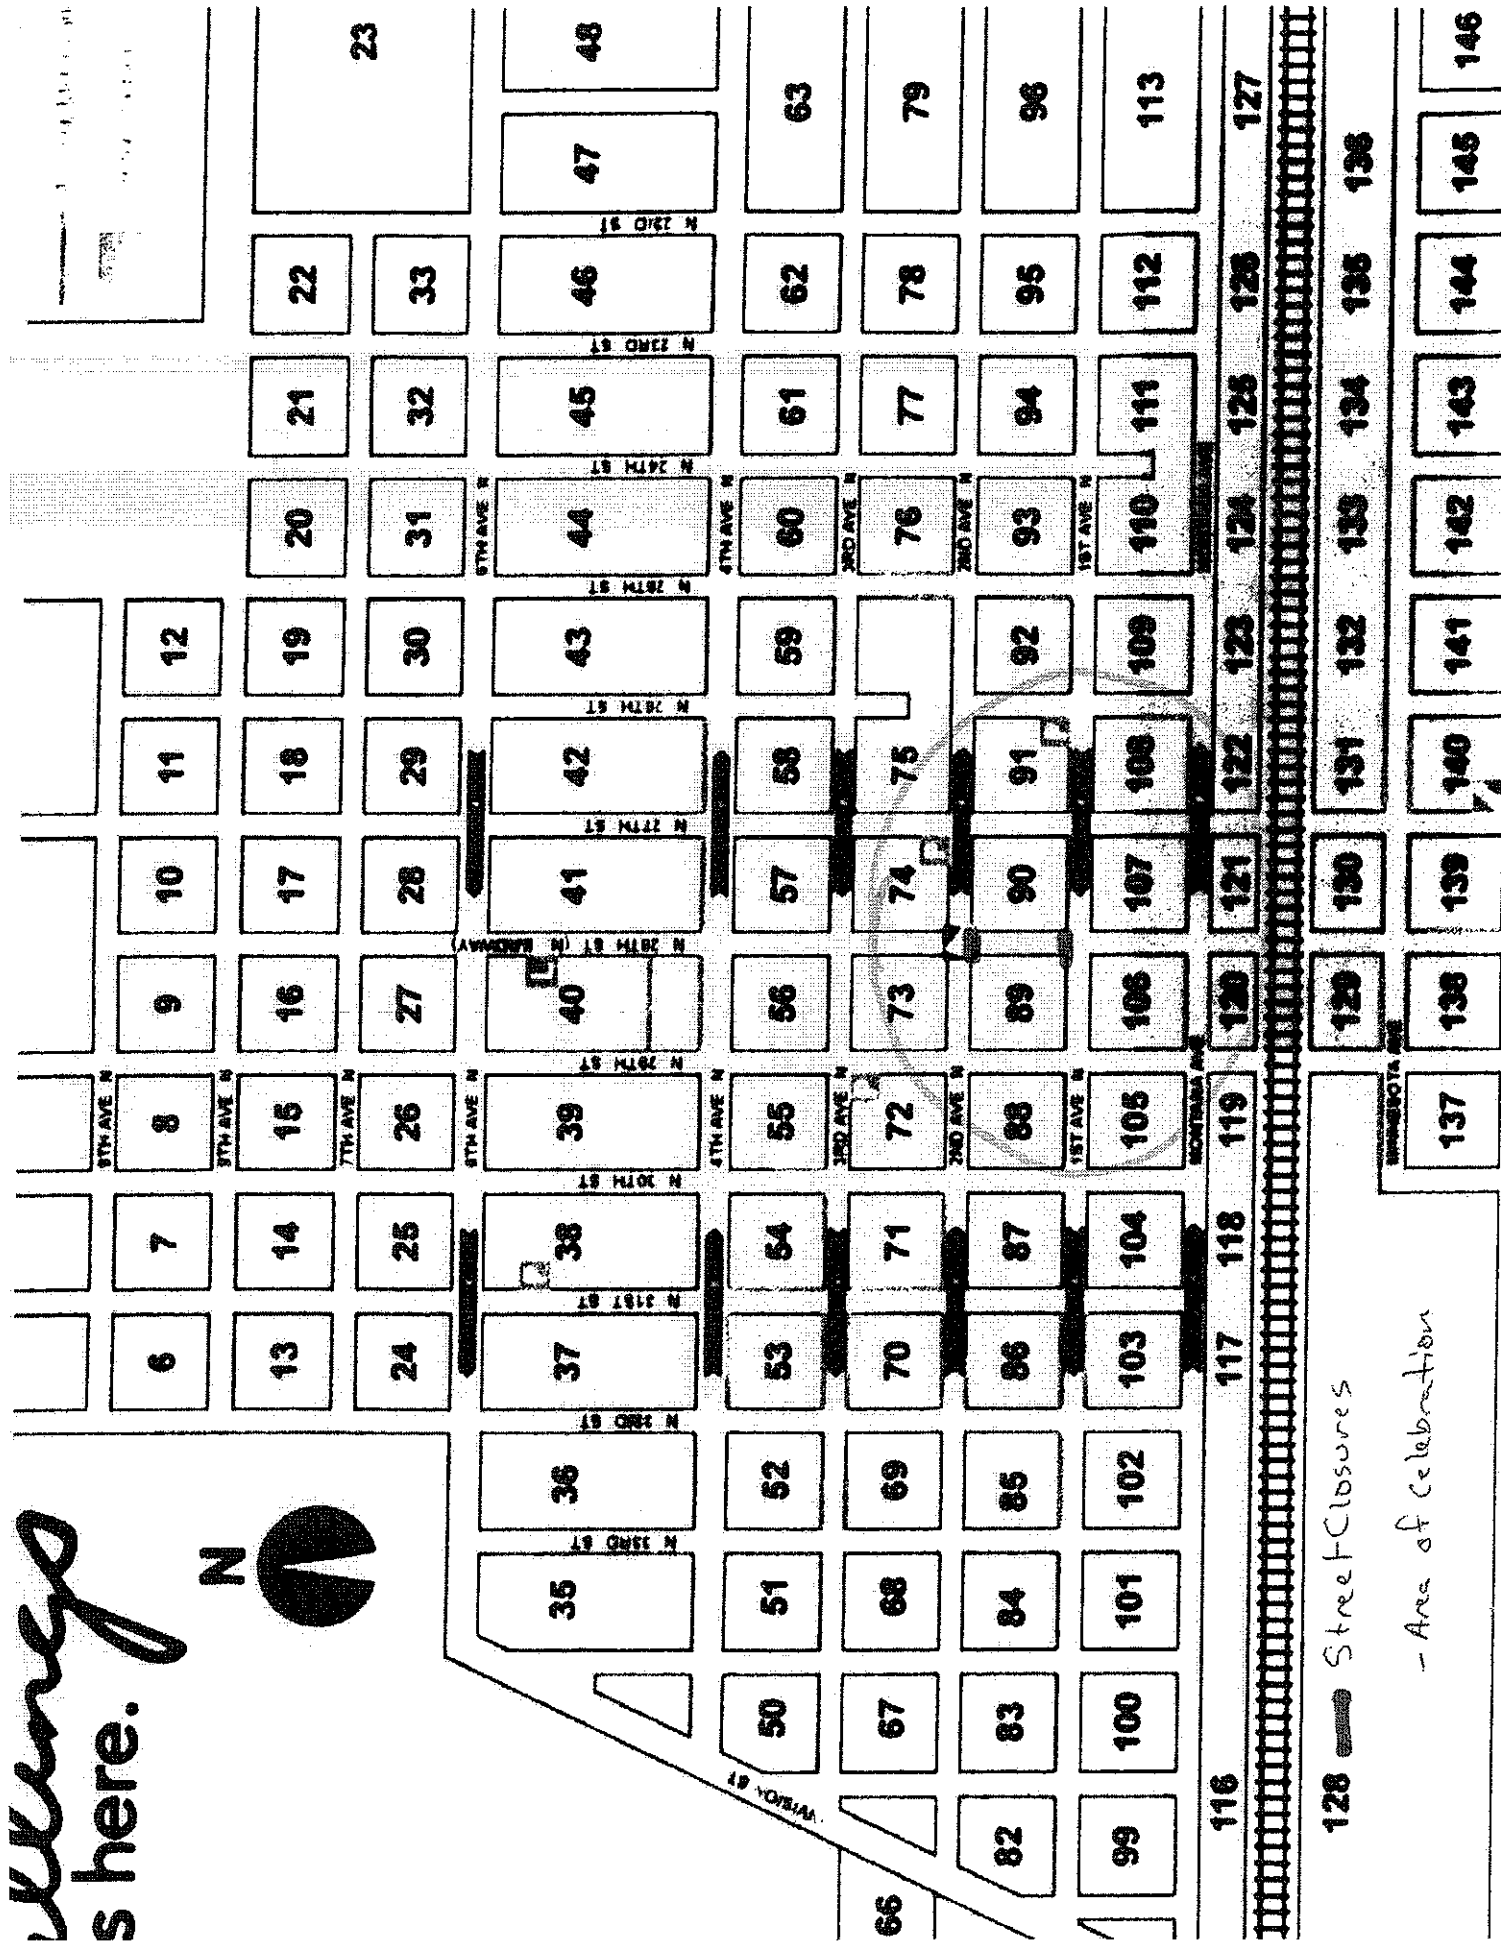 s here.
N
6 7 8 9 10 11 12
9TH AVE N
13 14 15 16 17 18 19 20 21 22
23
7TH AVE N
24 25 26 27 28 29 30 31 32 33
6TH AVE N 6TH AVE N
35 36 37 38 39 40 41 42 43 44 45 46 47 48
N 33RD ST
N 32ND ST
N 31ST ST
N 30TH ST
N 29TH ST
N 28TH ST (N BROADWAY)
N 27TH ST
N 26TH ST
N 25TH ST
N 24TH ST
N 23RD ST
N 22ND ST
4TH AVE N 4TH AVE N
50 51 52 53 54 55 56 57 58 59 60 61 62 63
3RD AVE N 3RD AVE N
66 67 68 69 70 71 72 73 74 75 76 77 78 79
2ND AVE N 2ND AVE N
82 83 84 85 86 87 88 89 90 91 92 93 94 95 96
1ST AVE N 1ST AVE N
99 100 101 102 103 104 105 106 107 108 109 110 111 112 113
MONTANA AVE
116 117 118 119 120 121 122 123 124 125 126 127
128 129 130 131 132 133 134 135 136
Street Closures
MINNESOTA AVE
- Area of Celebration
137 138 139 140 141 142 143 144 145 146